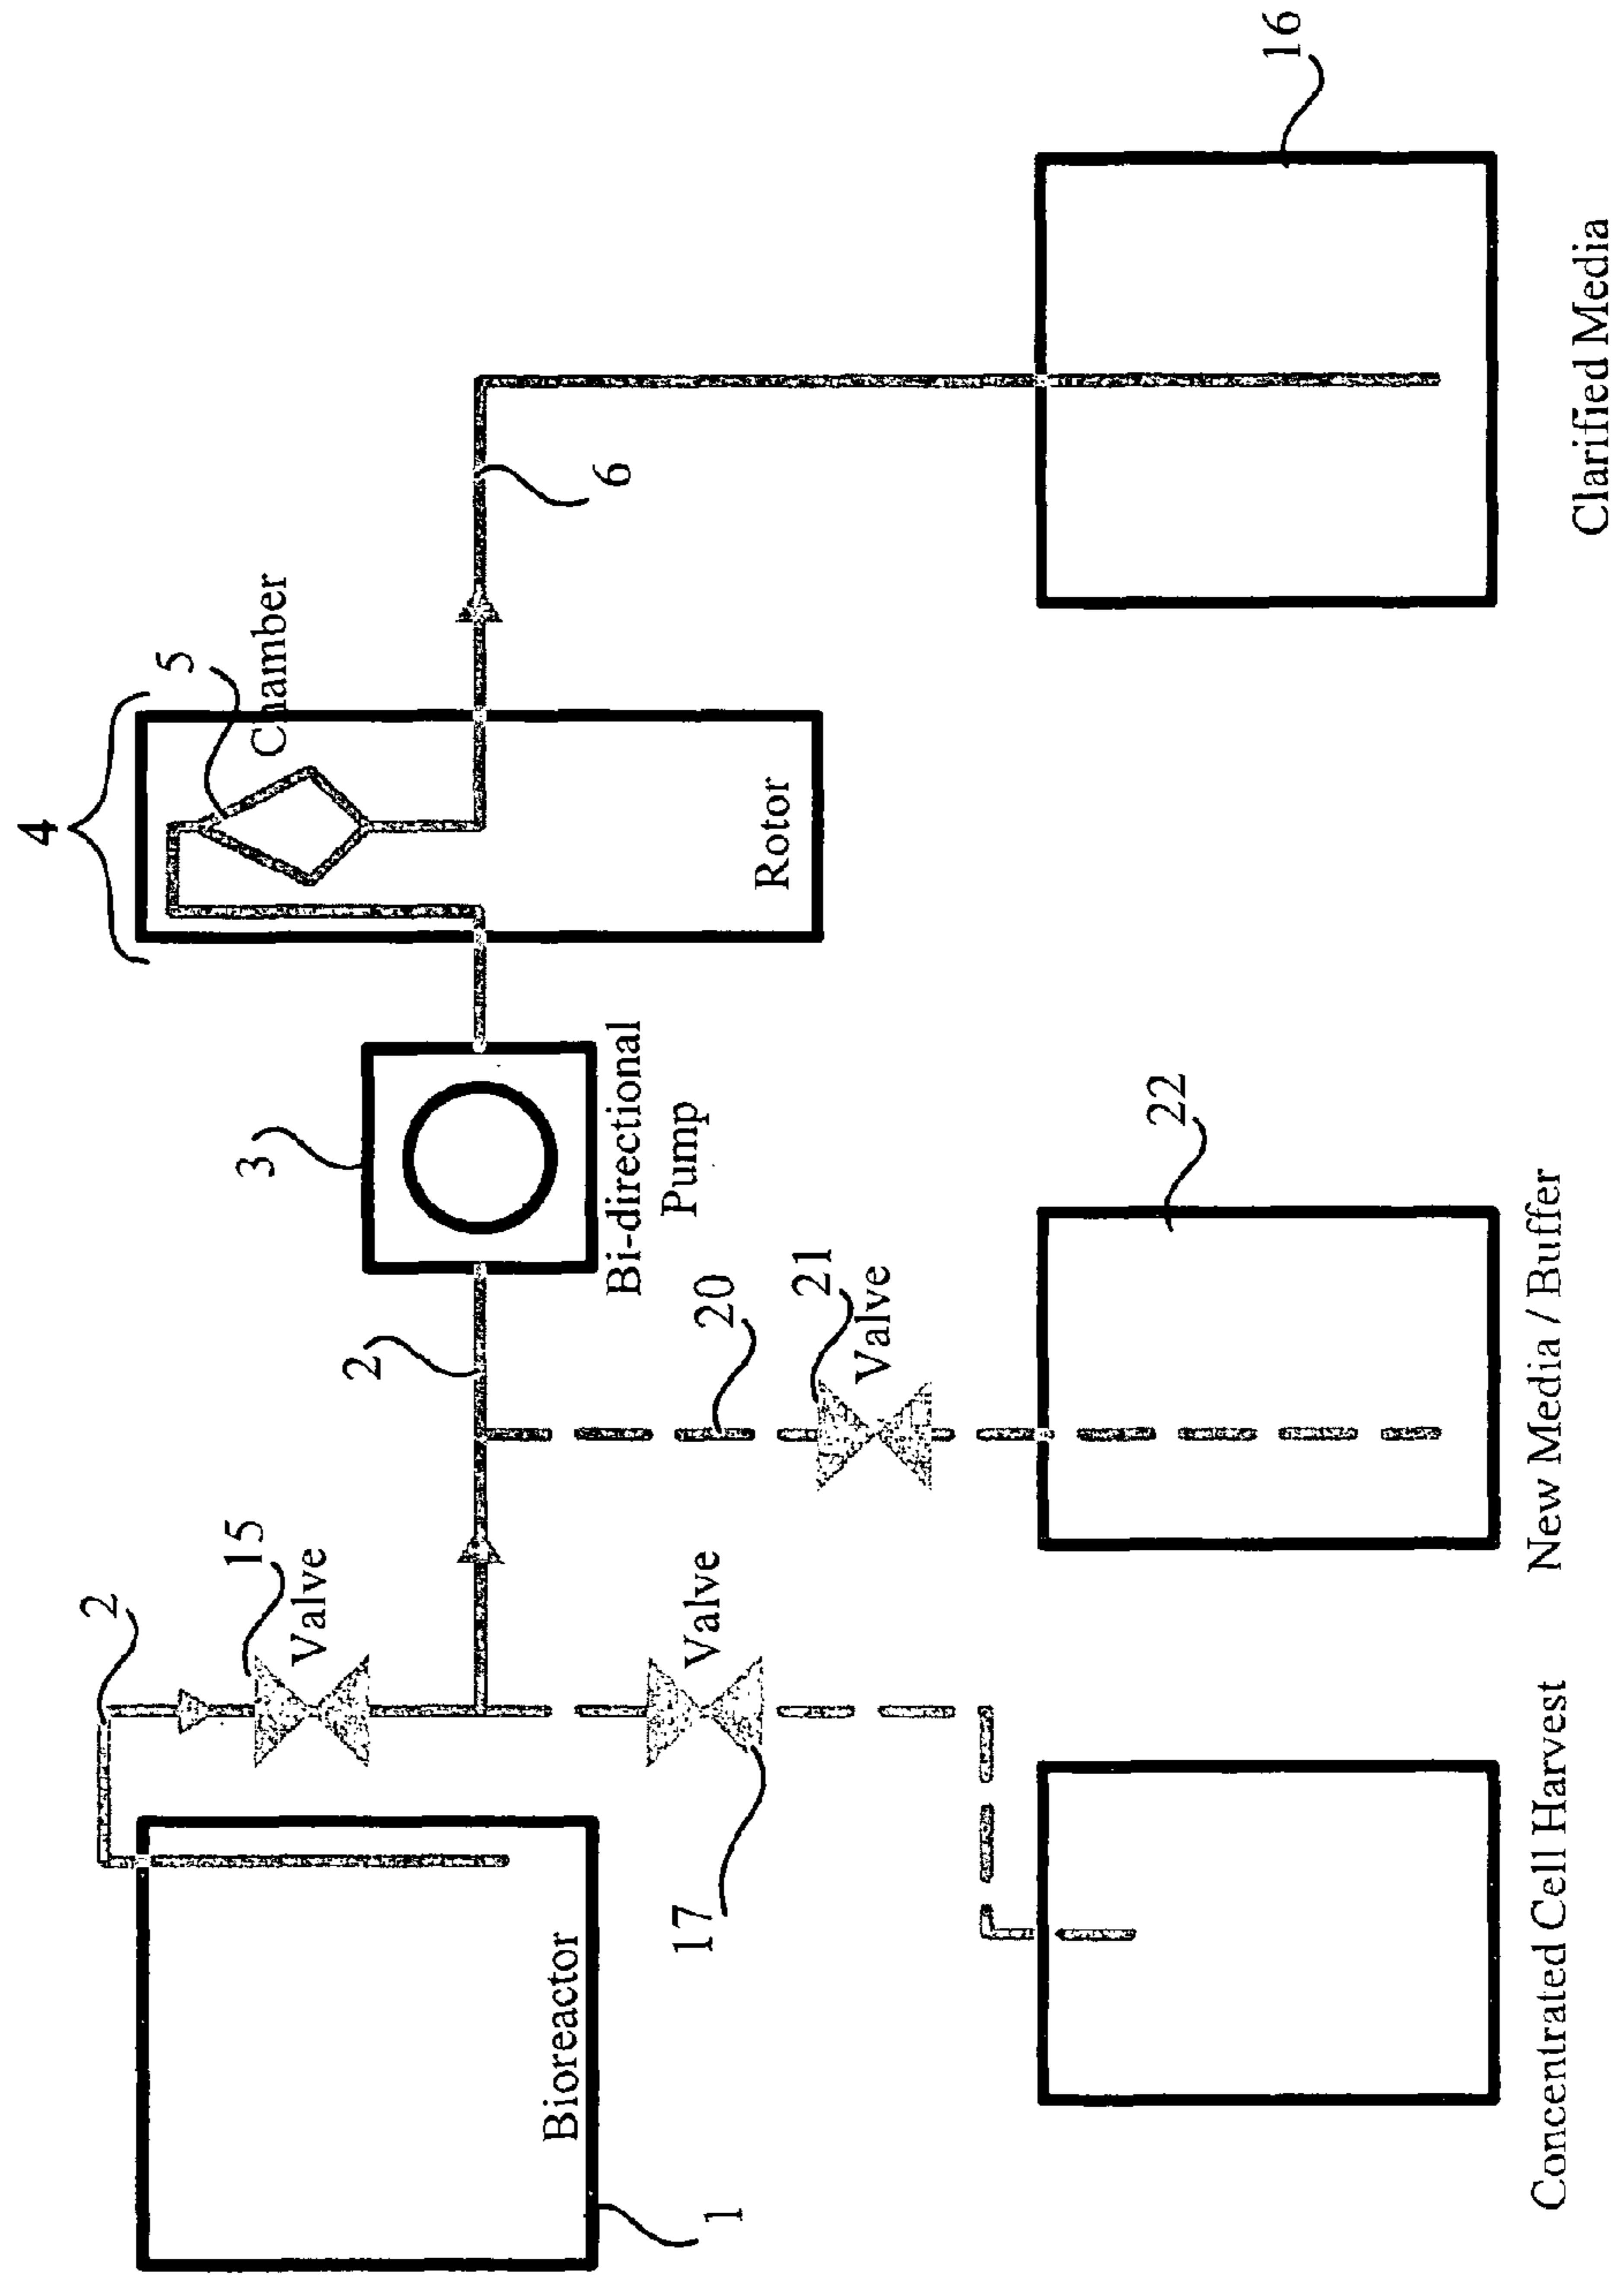 4
5
Chamber
2
15
Valve
3
Rotor
6
16
2
Bioreactor
1
Valve
17
20
21
Valve
Bi-directional
Pump
22
Concentrated Cell Harvest
New Media / Buffer
Clarified Media